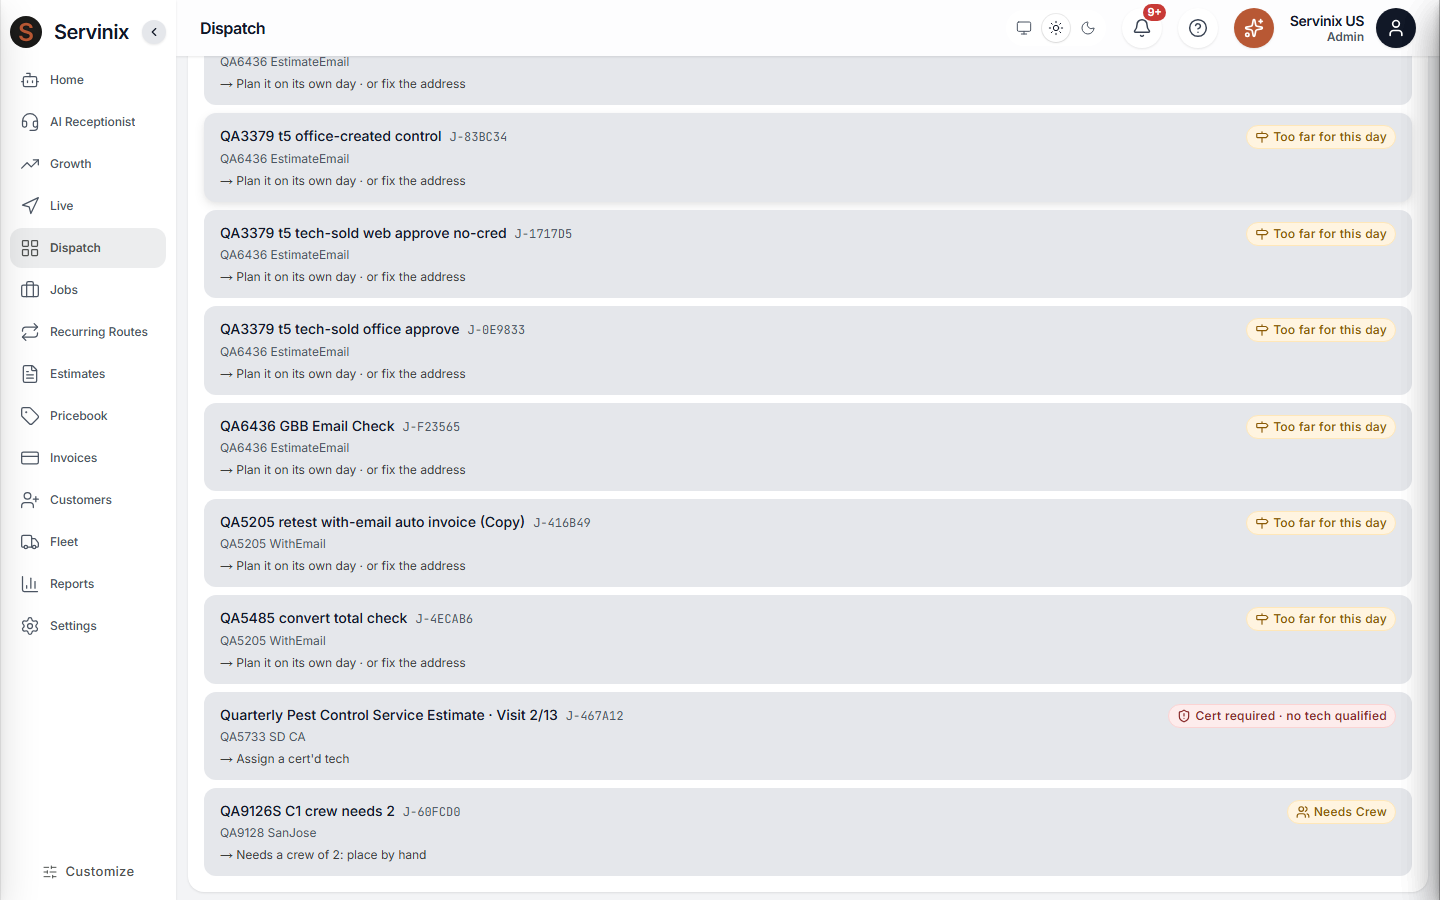 Servinix
Home
AI Receptionist
Growth
Live
Dispatch
Jobs
Recurring Routes
Estimates
Pricebook
Invoices
Customers
Fleet
Reports
Settings
Customize
Dispatch
9+
Servinix US
Admin
QA6436 EstimateEmail
→ Plan it on its own day · or fix the address
QA3379 t5 office-created control J-83BC34
Too far for this day
QA6436 EstimateEmail
→ Plan it on its own day · or fix the address
QA3379 t5 tech-sold web approve no-cred J-1717D5
Too far for this day
QA6436 EstimateEmail
→ Plan it on its own day · or fix the address
QA3379 t5 tech-sold office approve J-0E9833
Too far for this day
QA6436 EstimateEmail
→ Plan it on its own day · or fix the address
QA6436 GBB Email Check J-F23565
Too far for this day
QA6436 EstimateEmail
→ Plan it on its own day · or fix the address
QA5205 retest with-email auto invoice (Copy) J-416B49
Too far for this day
QA5205 WithEmail
→ Plan it on its own day · or fix the address
QA5485 convert total check J-4ECAB6
Too far for this day
QA5205 WithEmail
→ Plan it on its own day · or fix the address
Quarterly Pest Control Service Estimate · Visit 2/13 J-467A12
Cert required · no tech qualified
QA5733 SD CA
→ Assign a cert'd tech
QA9126S C1 crew needs 2 J-60FCD0
Needs Crew
QA9128 SanJose
→ Needs a crew of 2: place by hand